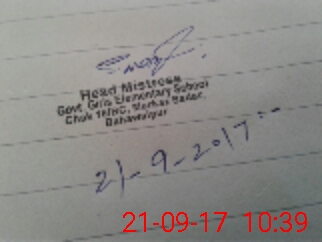 Head Mistress
Govt. Girls Elementary School
Bahawalpur
21-9-2017
21-09-17 10:39